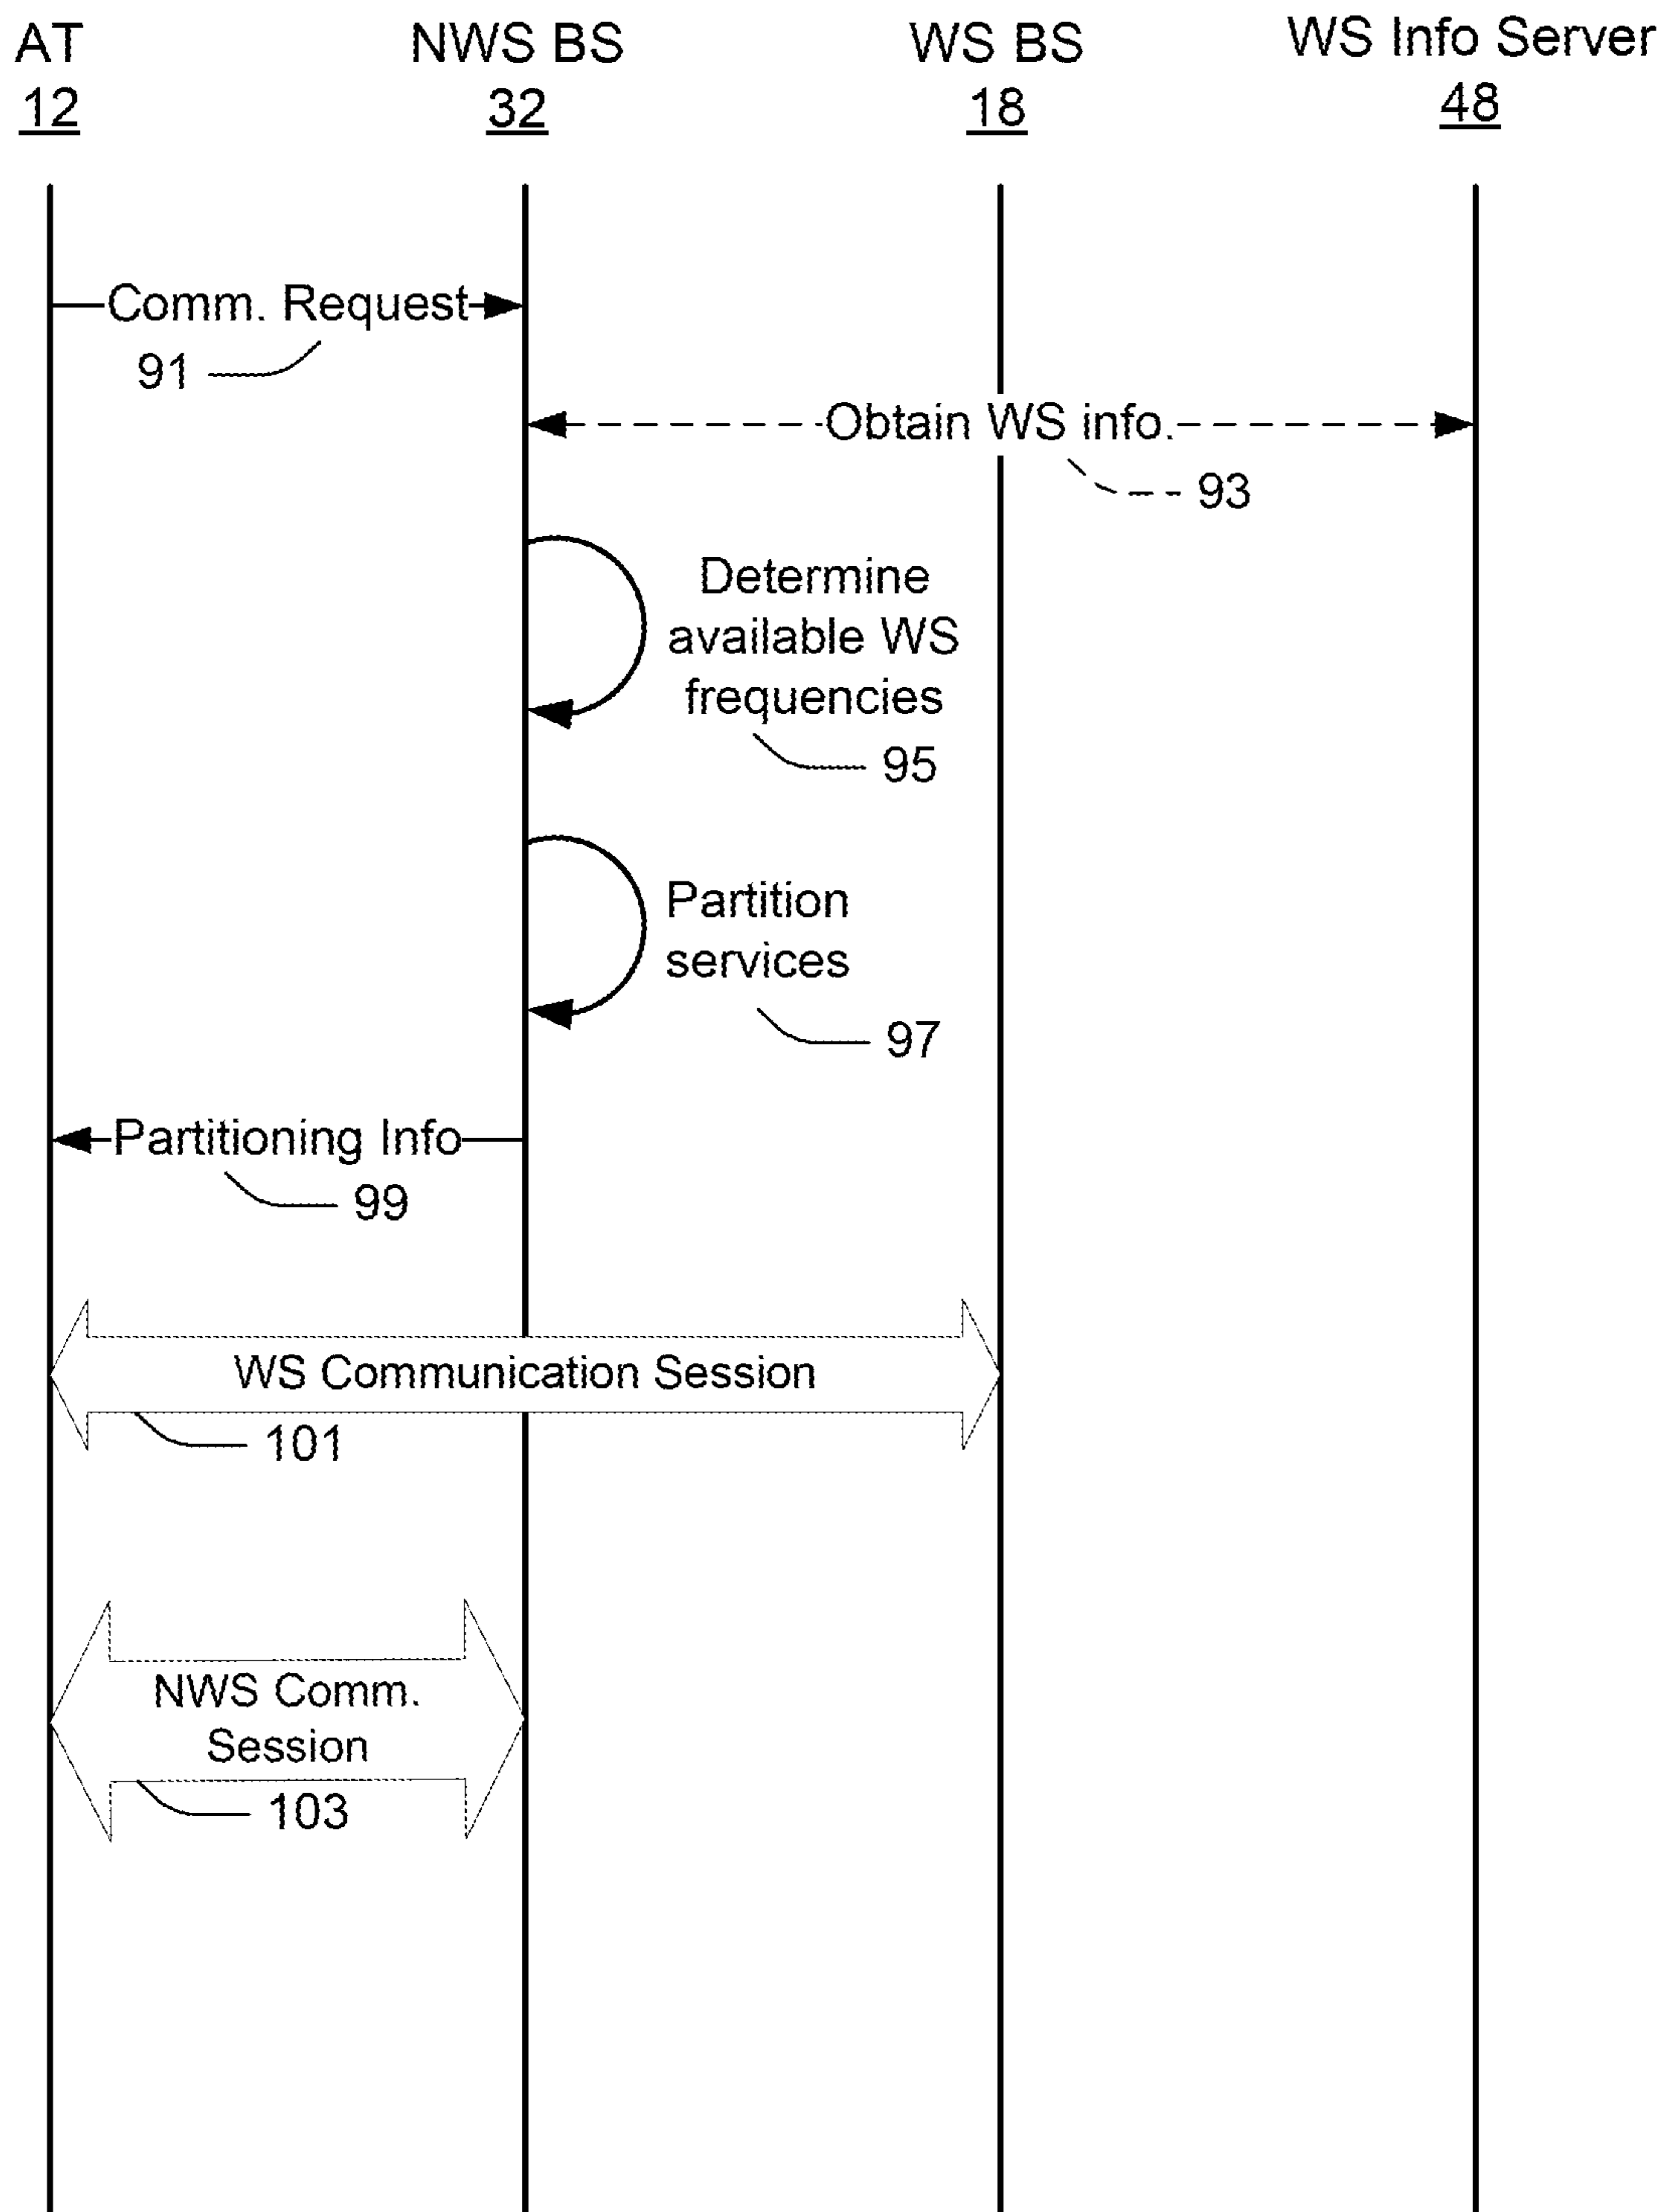 AT
12
NWS BS
32
WS BS
18
WS Info Server
48
Comm. Request
91
Obtain WS info.
93
Determine
available WS
frequencies
95
Partition
services
97
Partitioning Info
99
WS Communication Session
101
NWS Comm.
Session
103